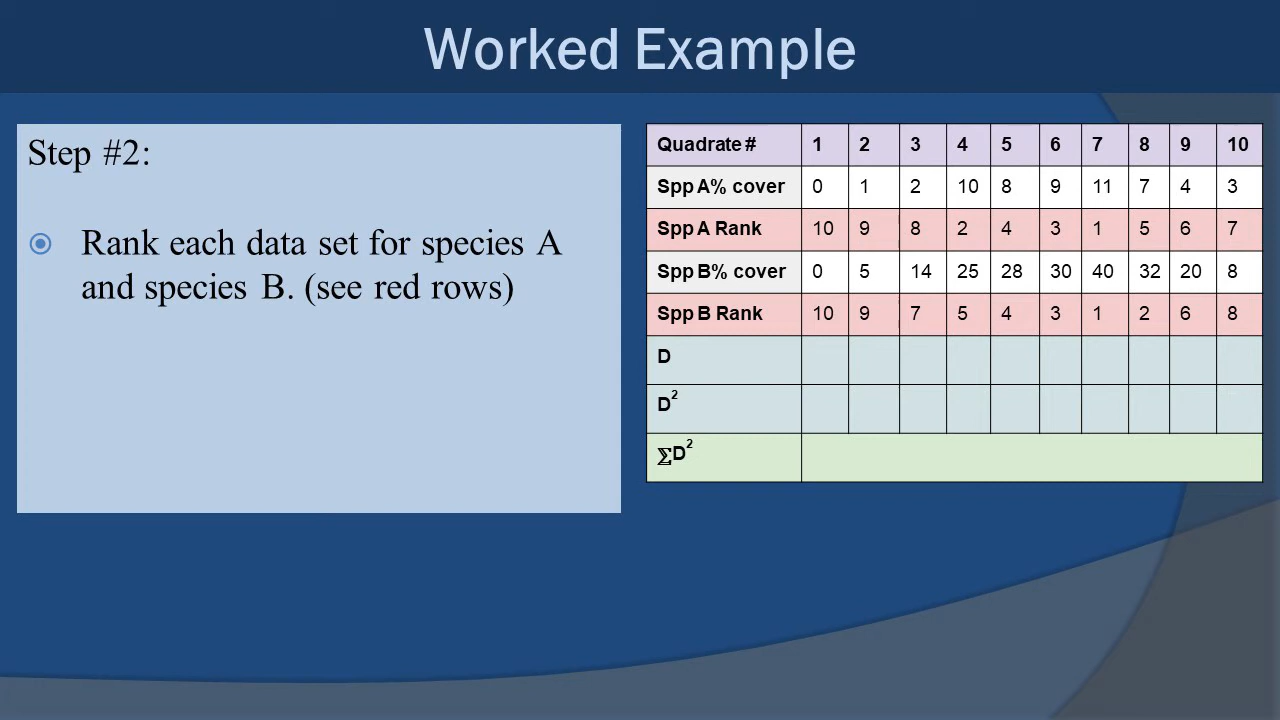 Worked Example
Step #2:
Rank each data set for species A
and species B. (see red rows)
Quadrate # 1 2 3 4 5 6 7 8 9 10
Spp A% cover 0 1 2 10 8 9 11 7 4 3
Spp A Rank 10 9 8 2 4 3 1 5 6 7
Spp B% cover 0 5 14 25 28 30 40 32 20 8
Spp B Rank 10 9 7 5 4 3 1 2 6 8
D
D²
∑D²